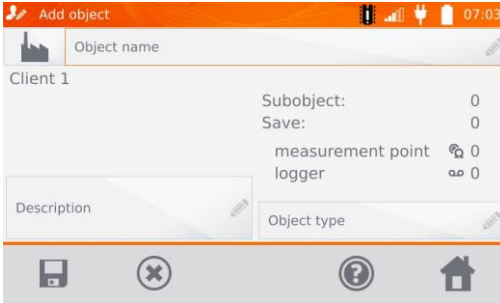 Add object 07:03
Object name
Client 1
Subobject: 0
Save: 0
measurement point 0
logger 0
Description
Object type